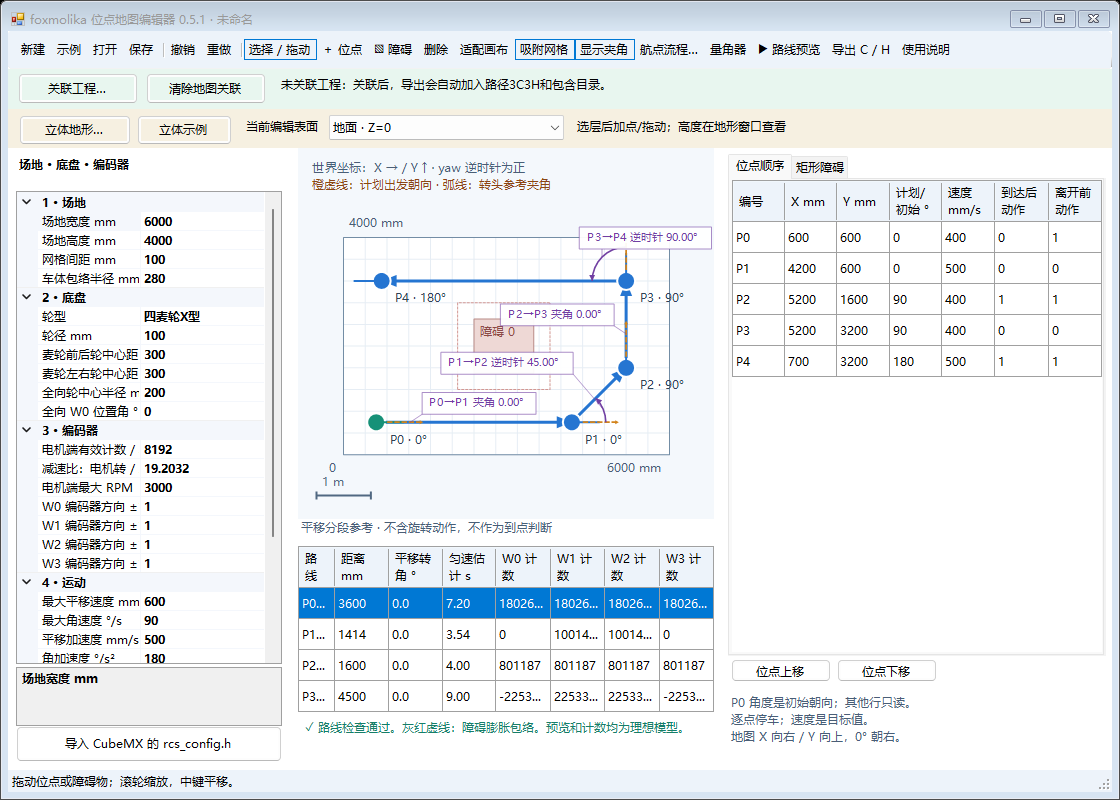 foxmolika 位点地图编辑器 0.5.1 · 未命名
新建 示例 打开 保存 撤销 重做 选择 / 拖动 + 位点 ▧ 障碍 删除 适配画布 吸附网格 显示夹角 航点流程... 量角器 ▶ 路线预览 导出 C / H 使用说明
关联工程... 清除地图关联 未关联工程：关联后，导出会自动加入路径3C3H和包含目录。
立体地形... 立体示例 当前编辑表面 地面 · Z=0 选层后加点/拖动；高度在地形窗口查看
场地 · 底盘 · 编码器
1 · 场地
场地宽度 mm 6000
场地高度 mm 4000
网格间距 mm 100
车体包络半径 mm 280
2 · 底盘
轮型 四麦轮X型
轮径 mm 100
麦轮前后轮中心距 300
麦轮左右轮中心距 300
全向轮中心半径 m 200
全向 W0 位置角 ° 0
3 · 编码器
电机端有效计数 / 8192
减速比：电机转 / 19.2032
电机端最大 RPM 3000
W0 编码器方向 ± 1
W1 编码器方向 ± 1
W2 编码器方向 ± 1
W3 编码器方向 ± 1
4 · 运动
最大平移速度 mm 600
最大角速度 °/s 90
平移加速度 mm/s 500
角加速度 °/s² 180
场地宽度 mm
导入 CubeMX 的 rcs_config.h
世界坐标：X → / Y ↑ · yaw 逆时针为正
橙虚线：计划出发朝向 · 弧线：转头参考夹角
4000 mm
P3→P4 逆时针 90.00°
P4 · 180°
P3 · 90°
P2→P3 夹角 0.00°
障碍 0
P1→P2 逆时针 45.00°
P2 · 90°
P0→P1 夹角 0.00°
P0 · 0°
P1 · 0°
0
6000 mm
1 m
平移分段参考 · 不含旋转动作，不作为到点判断
路线 距离 mm 平移转角 ° 匀速估计 s W0 计数 W1 计数 W2 计数 W3 计数
P0... 3600 0.0 7.20 18026... 18026... 18026... 18026...
P1... 1414 0.0 3.54 0 10014... 10014... 0
P2... 1600 0.0 4.00 801187 801187 801187 801187
P3... 4500 0.0 9.00 -2253... 22533... 22533... -2253...
✓ 路线检查通过。灰红虚线：障碍膨胀包络。预览和计数均为理想模型。
位点顺序 矩形障碍
编号 X mm Y mm 计划/初始 ° 速度 mm/s 到达后动作 离开前动作
P0 600 600 0 400 0 1
P1 4200 600 0 500 0 0
P2 5200 1600 90 400 1 1
P3 5200 3200 90 400 0 0
P4 700 3200 180 500 1 1
位点上移 位点下移
P0 角度是初始朝向；其他行只读。
逐点停车；速度是目标值。
地图 X 向右 / Y 向上，0° 朝右。
拖动位点或障碍物；滚轮缩放，中键平移。